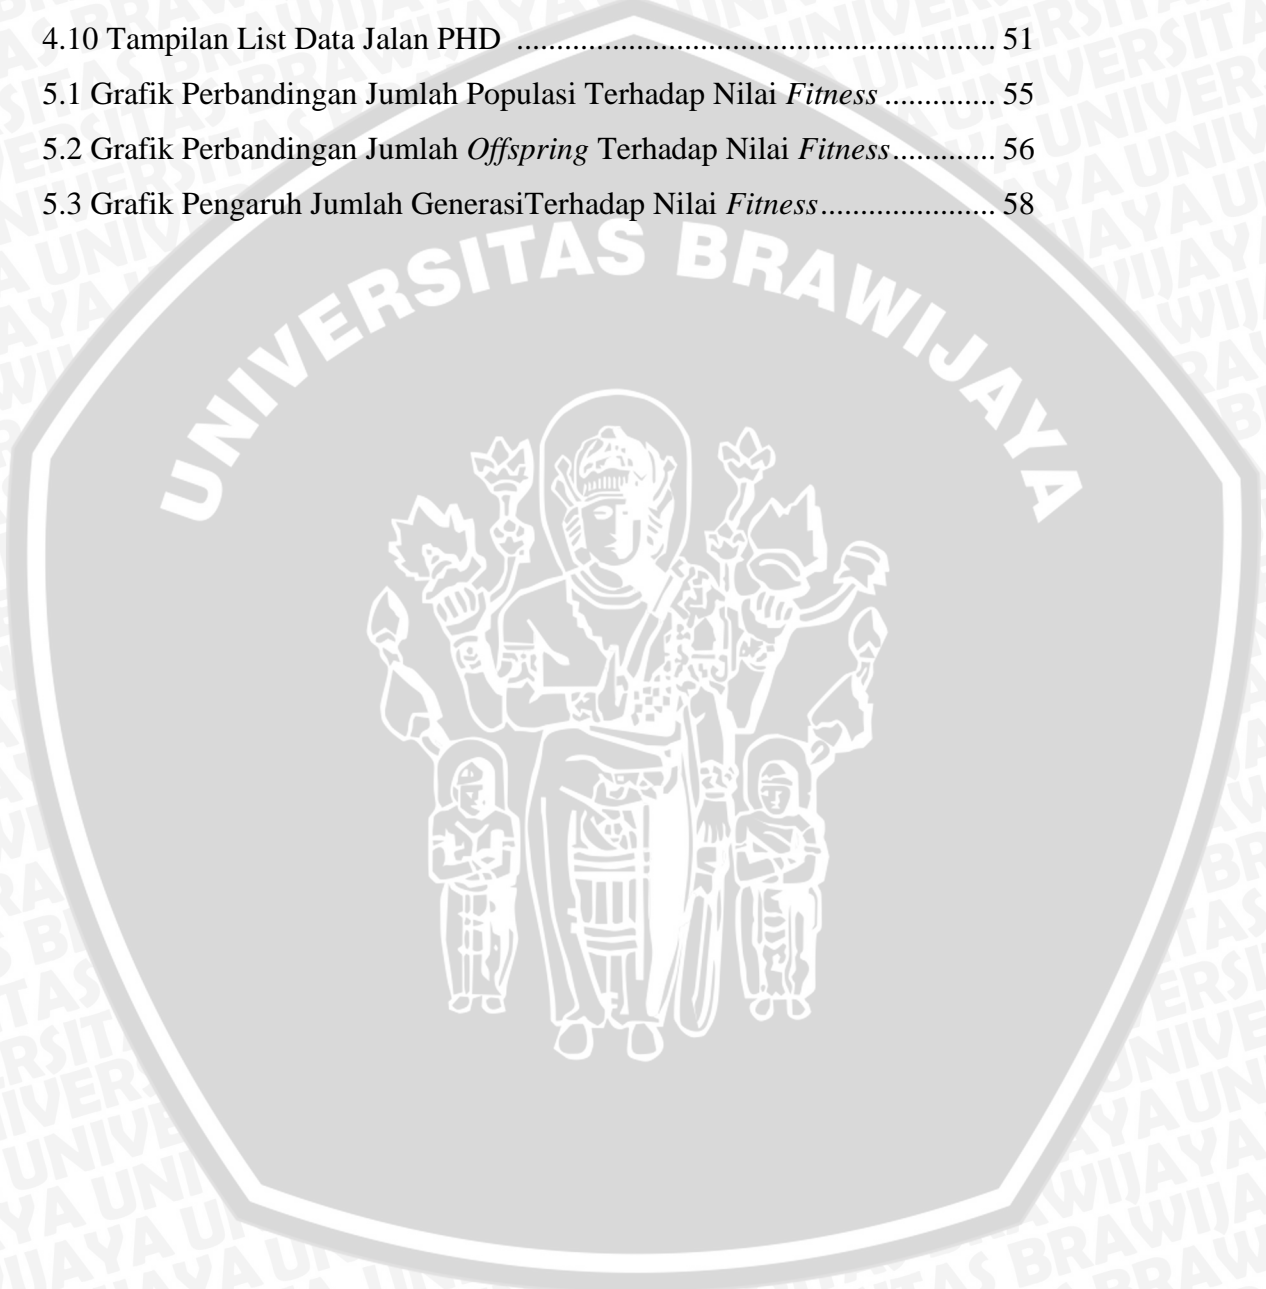 4.10 Tampilan List Data Jalan PHD ............................................................. 51
5.1 Grafik Perbandingan Jumlah Populasi Terhadap Nilai Fitness .............. 55
5.2 Grafik Perbandingan Jumlah Offspring Terhadap Nilai Fitness............. 56
5.3 Grafik Pengaruh Jumlah GenerasiTerhadap Nilai Fitness...................... 58
UNIVERSITAS BRAWIJAYA